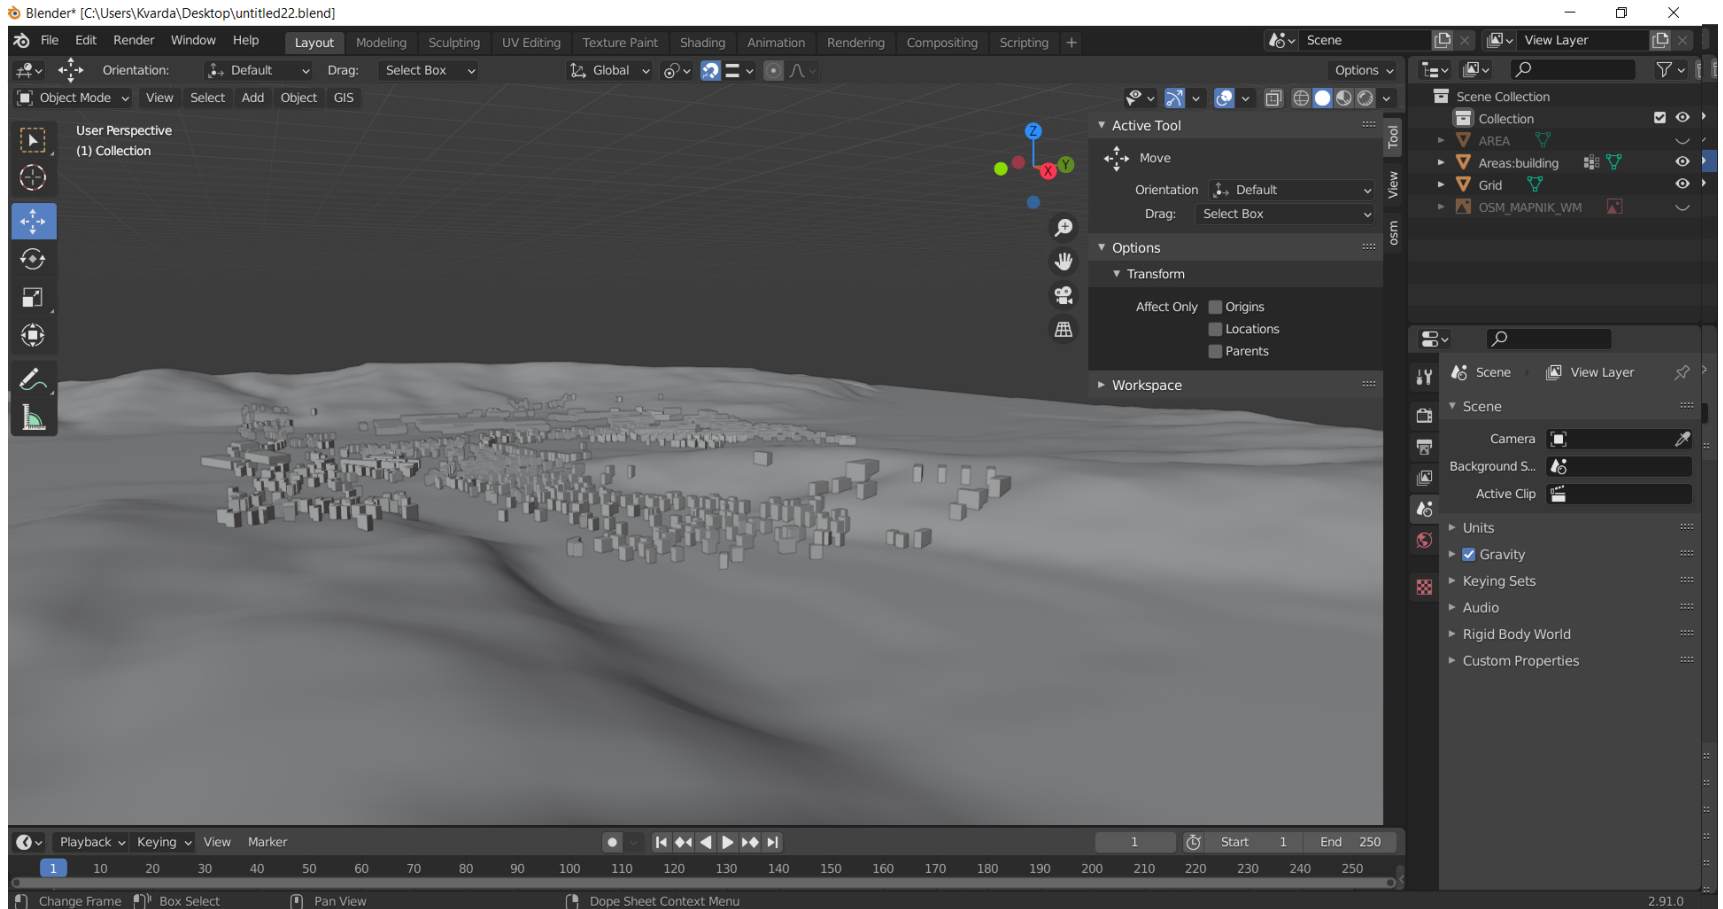 Blender* [C:\Users\Kvarda\Desktop\untitled22.blend]
File Edit Render Window Help Layout Modeling Sculpting UV Editing Texture Paint Shading Animation Rendering Compositing Scripting + Scene View Layer
Orientation: Default Drag: Select Box Global Options
Object Mode View Select Add Object GIS
User Perspective
(1) Collection
Z
X
Y
Active Tool
Move
Orientation Default
Drag: Select Box
Options
Transform
Affect Only Origins
Locations
Parents
Workspace
Tool
View
osm
Scene Collection
Collection
AREA
Areas:building
Grid
OSM_MAPNIK_WM
Scene View Layer
Scene
Camera
Background S...
Active Clip
Units
Gravity
Keying Sets
Audio
Rigid Body World
Custom Properties
Playback Keying View Marker 1 Start 1 End 250
1 10 20 30 40 50 60 70 80 90 100 110 120 130 140 150 160 170 180 190 200 210 220 230 240 250
Change Frame Box Select Pan View Dope Sheet Context Menu 2.91.0